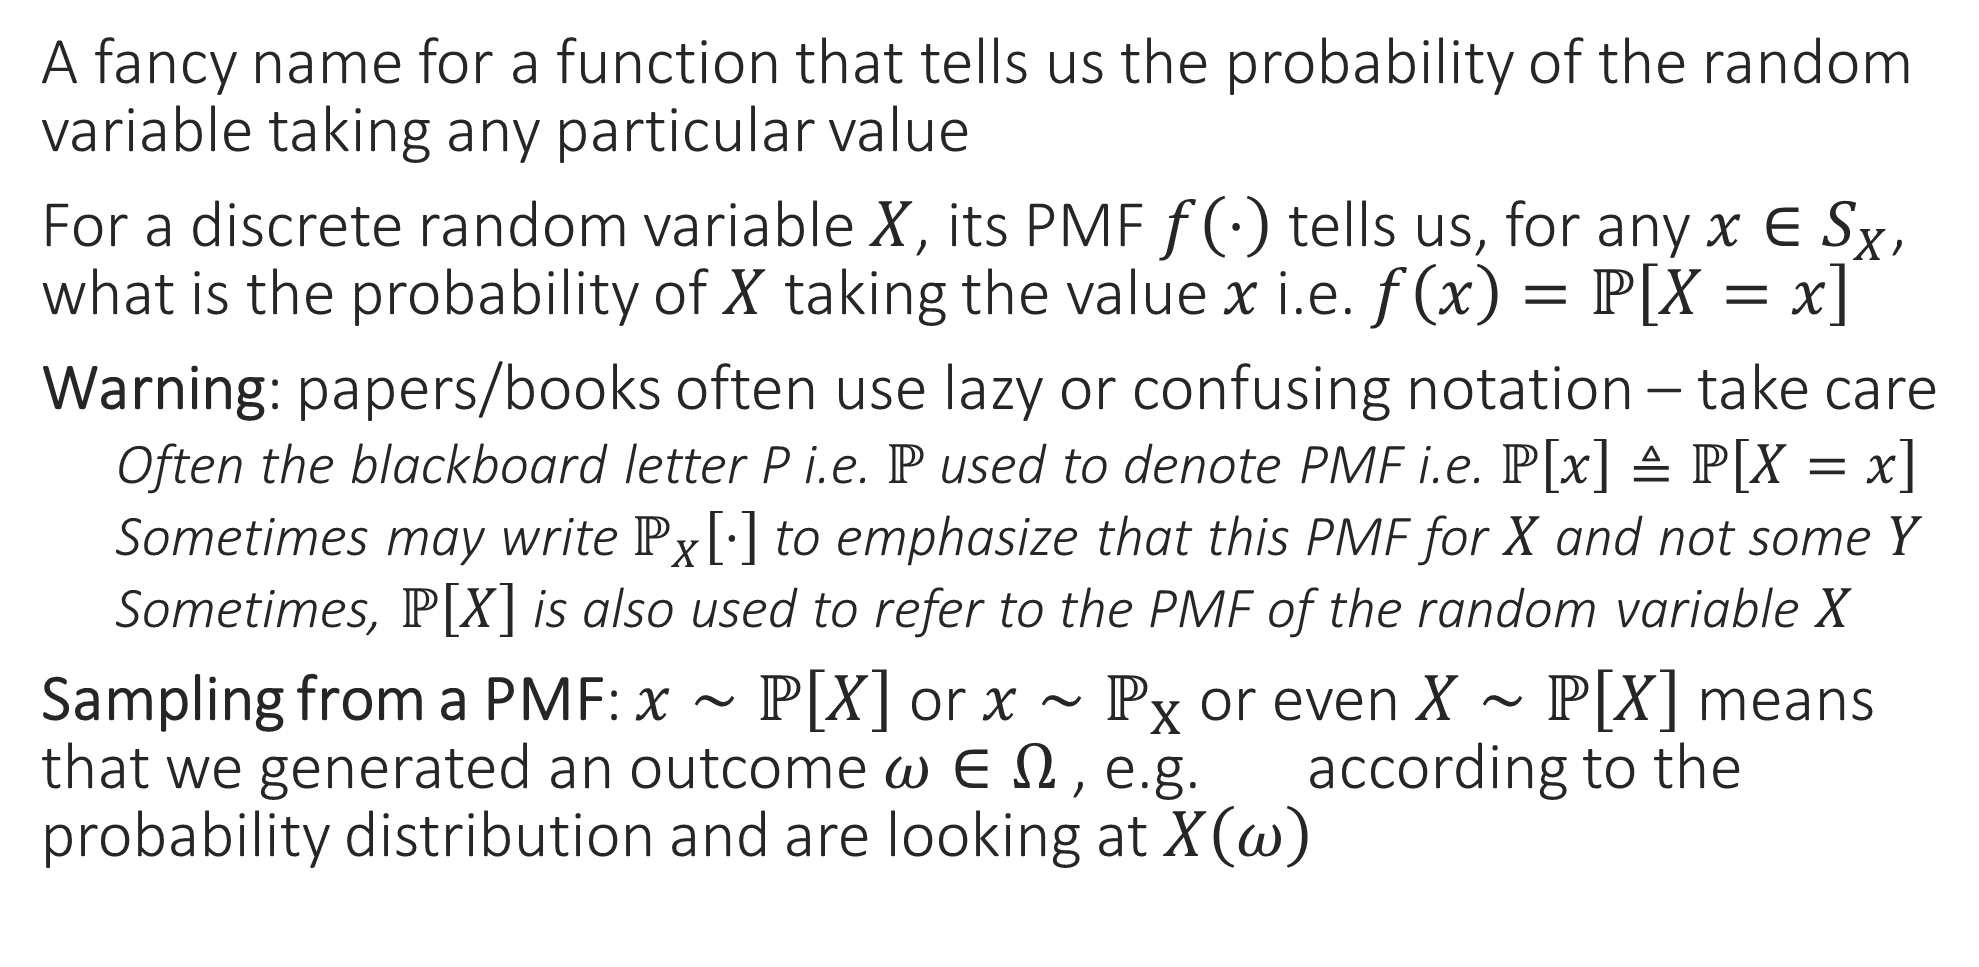 A fancy name for a function that tells us the probability of the random
variable taking any particular value
For a discrete random variable 𝑋, its PMF 𝑓(⋅) tells us, for any 𝑥 ∈ 𝑆_𝑋,
what is the probability of 𝑋 taking the value 𝑥 i.e. 𝑓(𝑥) = ℙ[𝑋 = 𝑥]
Warning: papers/books often use lazy or confusing notation – take care
Often the blackboard letter P i.e. ℙ used to denote PMF i.e. ℙ[𝑥] ≜ ℙ[𝑋 = 𝑥]
Sometimes may write ℙ_𝑋[⋅] to emphasize that this PMF for 𝑋 and not some 𝑌
Sometimes, ℙ[𝑋] is also used to refer to the PMF of the random variable 𝑋
Sampling from a PMF: 𝑥 ~ ℙ[𝑋] or 𝑥 ~ ℙ_X or even 𝑋 ~ ℙ[𝑋] means
that we generated an outcome 𝜔 ∈ Ω , e.g. according to the
probability distribution and are looking at 𝑋(𝜔)